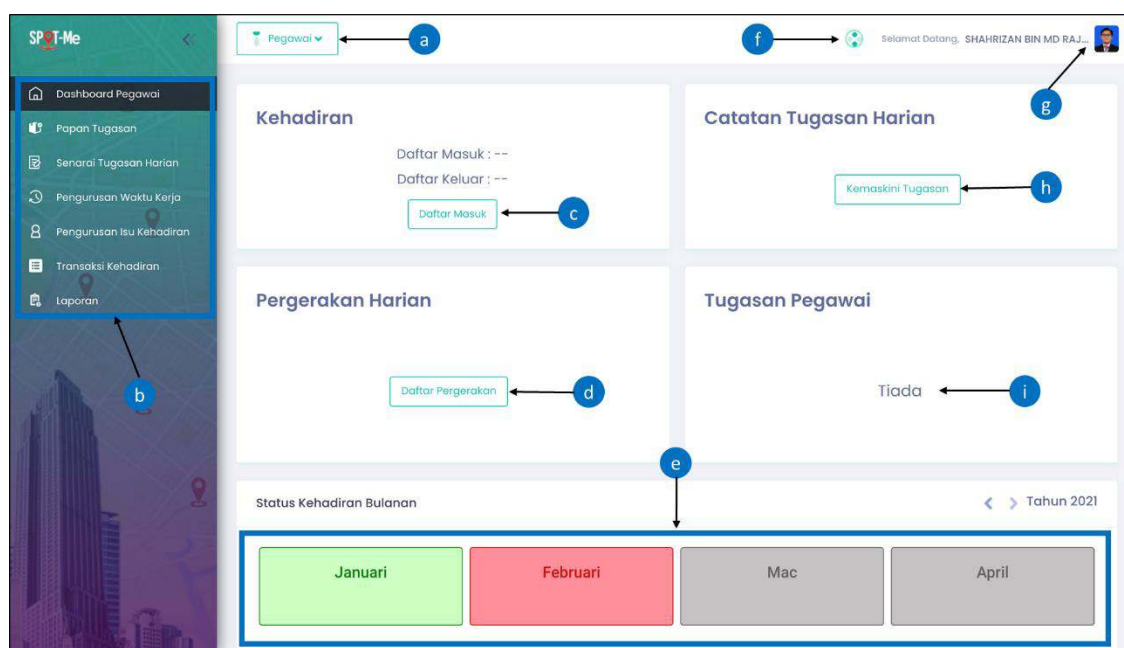 SPOT-Me
Pegawai
a
f
Selamat Datang, SHAHRIZAN BIN MD RAJ...
g
Dashboard Pegawai
Papan Tugasan
Senarai Tugasan Harian
Pengurusan Waktu Kerja
Pengurusan Isu Kehadiran
Transaksi Kehadiran
Laporan
b
Kehadiran
Daftar Masuk : --
Daftar Keluar : --
Daftar Masuk
c
Catatan Tugasan Harian
Kemaskini Tugasan
h
Pergerakan Harian
Daftar Pergerakan
d
Tugasan Pegawai
Tiada
i
e
Status Kehadiran Bulanan
Tahun 2021
Januari
Februari
Mac
April